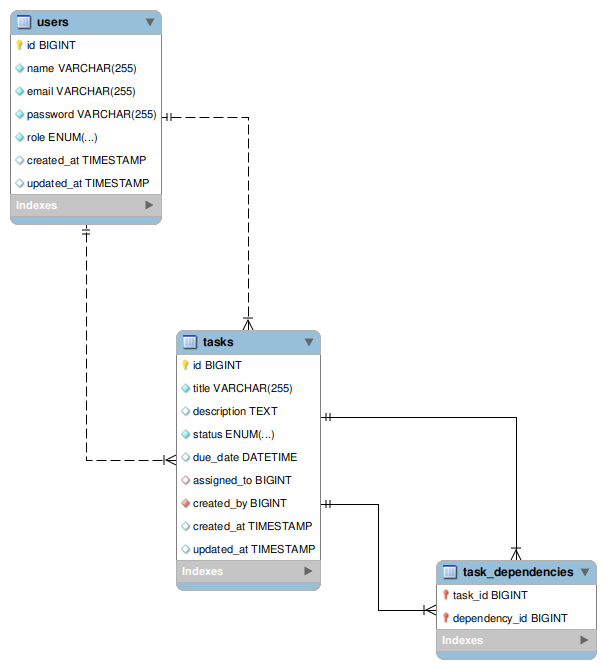 users
id BIGINT
name VARCHAR(255)
email VARCHAR(255)
password VARCHAR(255)
role ENUM(...)
created_at TIMESTAMP
updated_at TIMESTAMP
Indexes
tasks
id BIGINT
title VARCHAR(255)
description TEXT
status ENUM(...)
due_date DATETIME
assigned_to BIGINT
created_by BIGINT
created_at TIMESTAMP
updated_at TIMESTAMP
Indexes
task_dependencies
task_id BIGINT
dependency_id BIGINT
Indexes